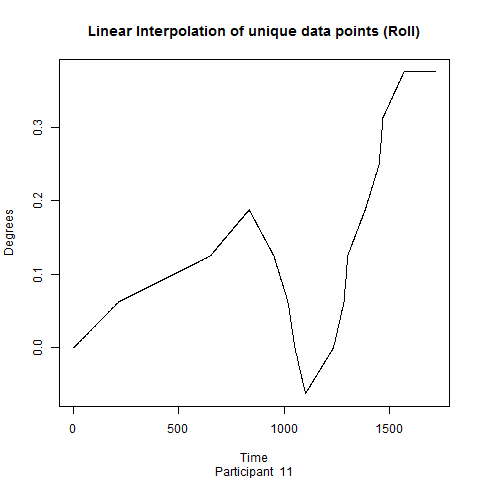 Linear Interpolation of unique data points (Roll)
Degrees
0.3
0.2
0.1
0.0
0 500 1000 1500
Time
Participant 11